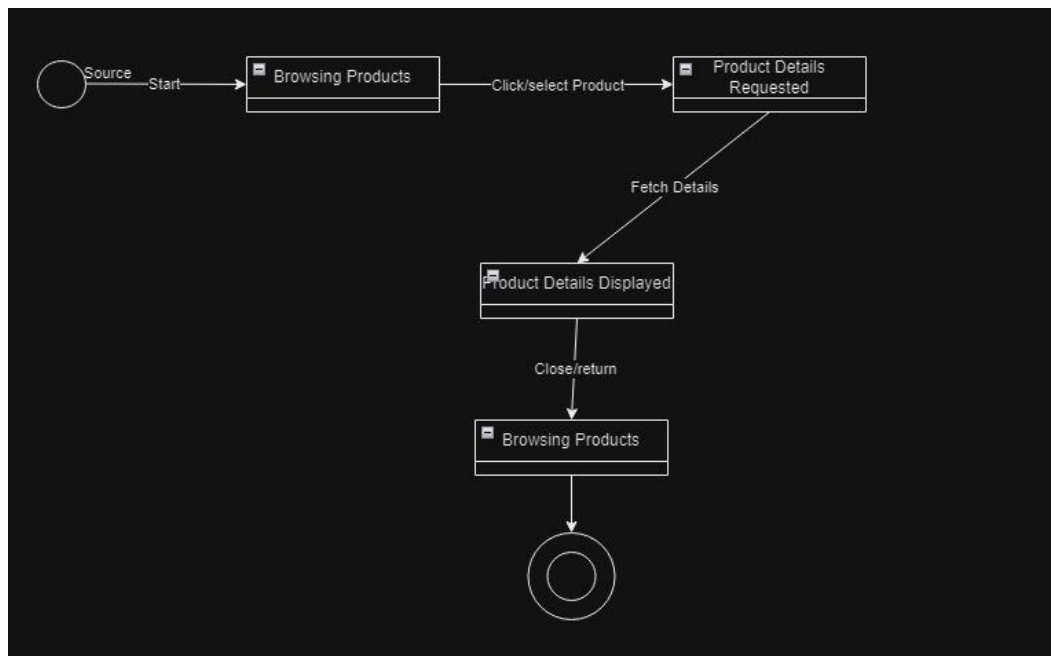 Source
Start
Browsing Products
Click/select Product
Product Details
Requested
Fetch Details
Product Details Displayed
Close/return
Browsing Products